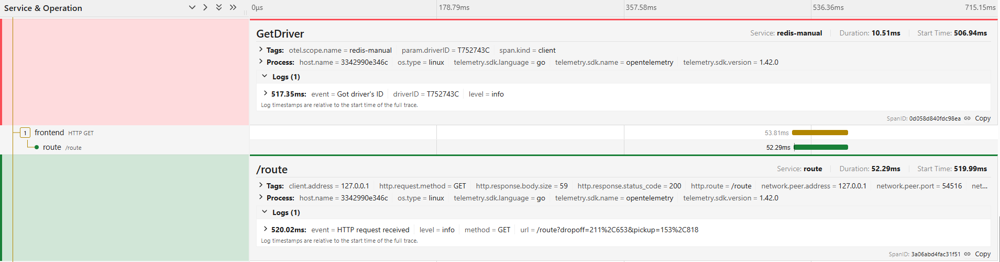 Service & Operation 0μs 178.79ms 357.58ms 536.36ms 715.15ms
GetDriver Service: redis-manual Duration: 10.51ms Start Time: 506.94ms
Tags: otel.scope.name = redis-manual param.driverID = T752743C span.kind = client
Process: host.name = 3342990e346c os.type = linux telemetry.sdk.language = go telemetry.sdk.name = opentelemetry telemetry.sdk.version = 1.42.0
Logs (1)
517.35ms: event = Got driver's ID driverID = T752743C level = info
Log timestamps are relative to the start time of the full trace.
SpanID: 0d058d840fdc98ea Copy
1 frontend HTTP GET 53.81ms
route /route 52.29ms
/route Service: route Duration: 52.29ms Start Time: 519.99ms
Tags: client.address = 127.0.0.1 http.request.method = GET http.response.body.size = 59 http.response.status_code = 200 http.route = /route network.peer.address = 127.0.0.1 network.peer.port = 54516 net...
Process: host.name = 3342990e346c os.type = linux telemetry.sdk.language = go telemetry.sdk.name = opentelemetry telemetry.sdk.version = 1.42.0
Logs (1)
520.02ms: event = HTTP request received level = info method = GET url = /route?dropoff=211%2C653&pickup=153%2C818
Log timestamps are relative to the start time of the full trace.
SpanID: 3a06abd4fac31f51 Copy